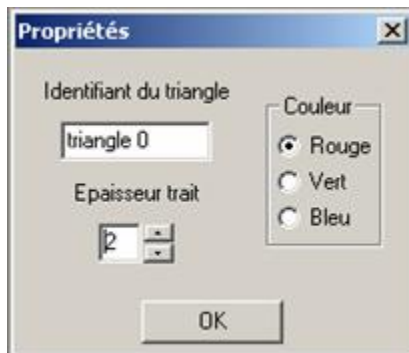 Propriétés
Identifiant du triangle
triangle 0
Epaisseur trait
2
Couleur
Rouge
Vert
Bleu
OK